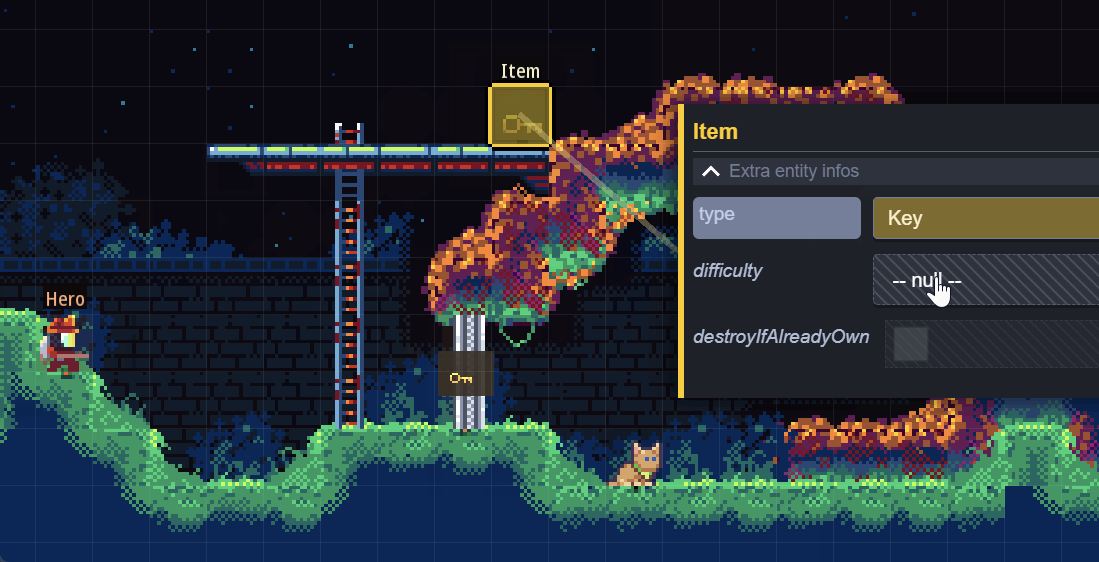 Item
Item
Extra entity infos
type
Key
difficulty
-- null --
Hero
destroyIfAlreadyOwn